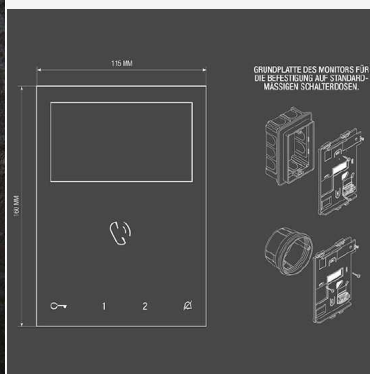 115 MM
GRUNDPLATTE DES MONITORS FÜR
DIE BEFESTIGUNG AUF STANDARD-
MÄSSIGEN SCHALTERDOSEN.
160 MM
1 2